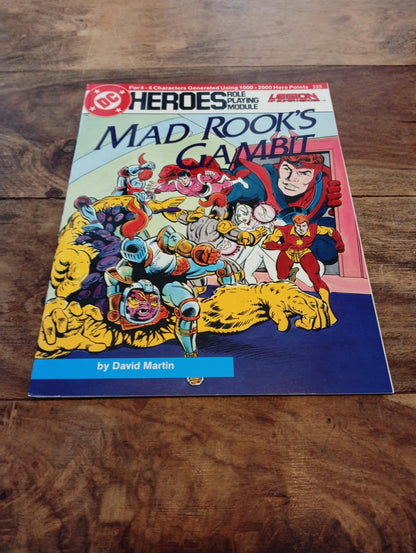 For 4 - 6 Characters Generated Using 1000 - 2000 Hero Points 225
DC HEROES ROLE
PLAYING
MODULE
LEGION
MAD ROOK'S
GAMBIT
by David Martin